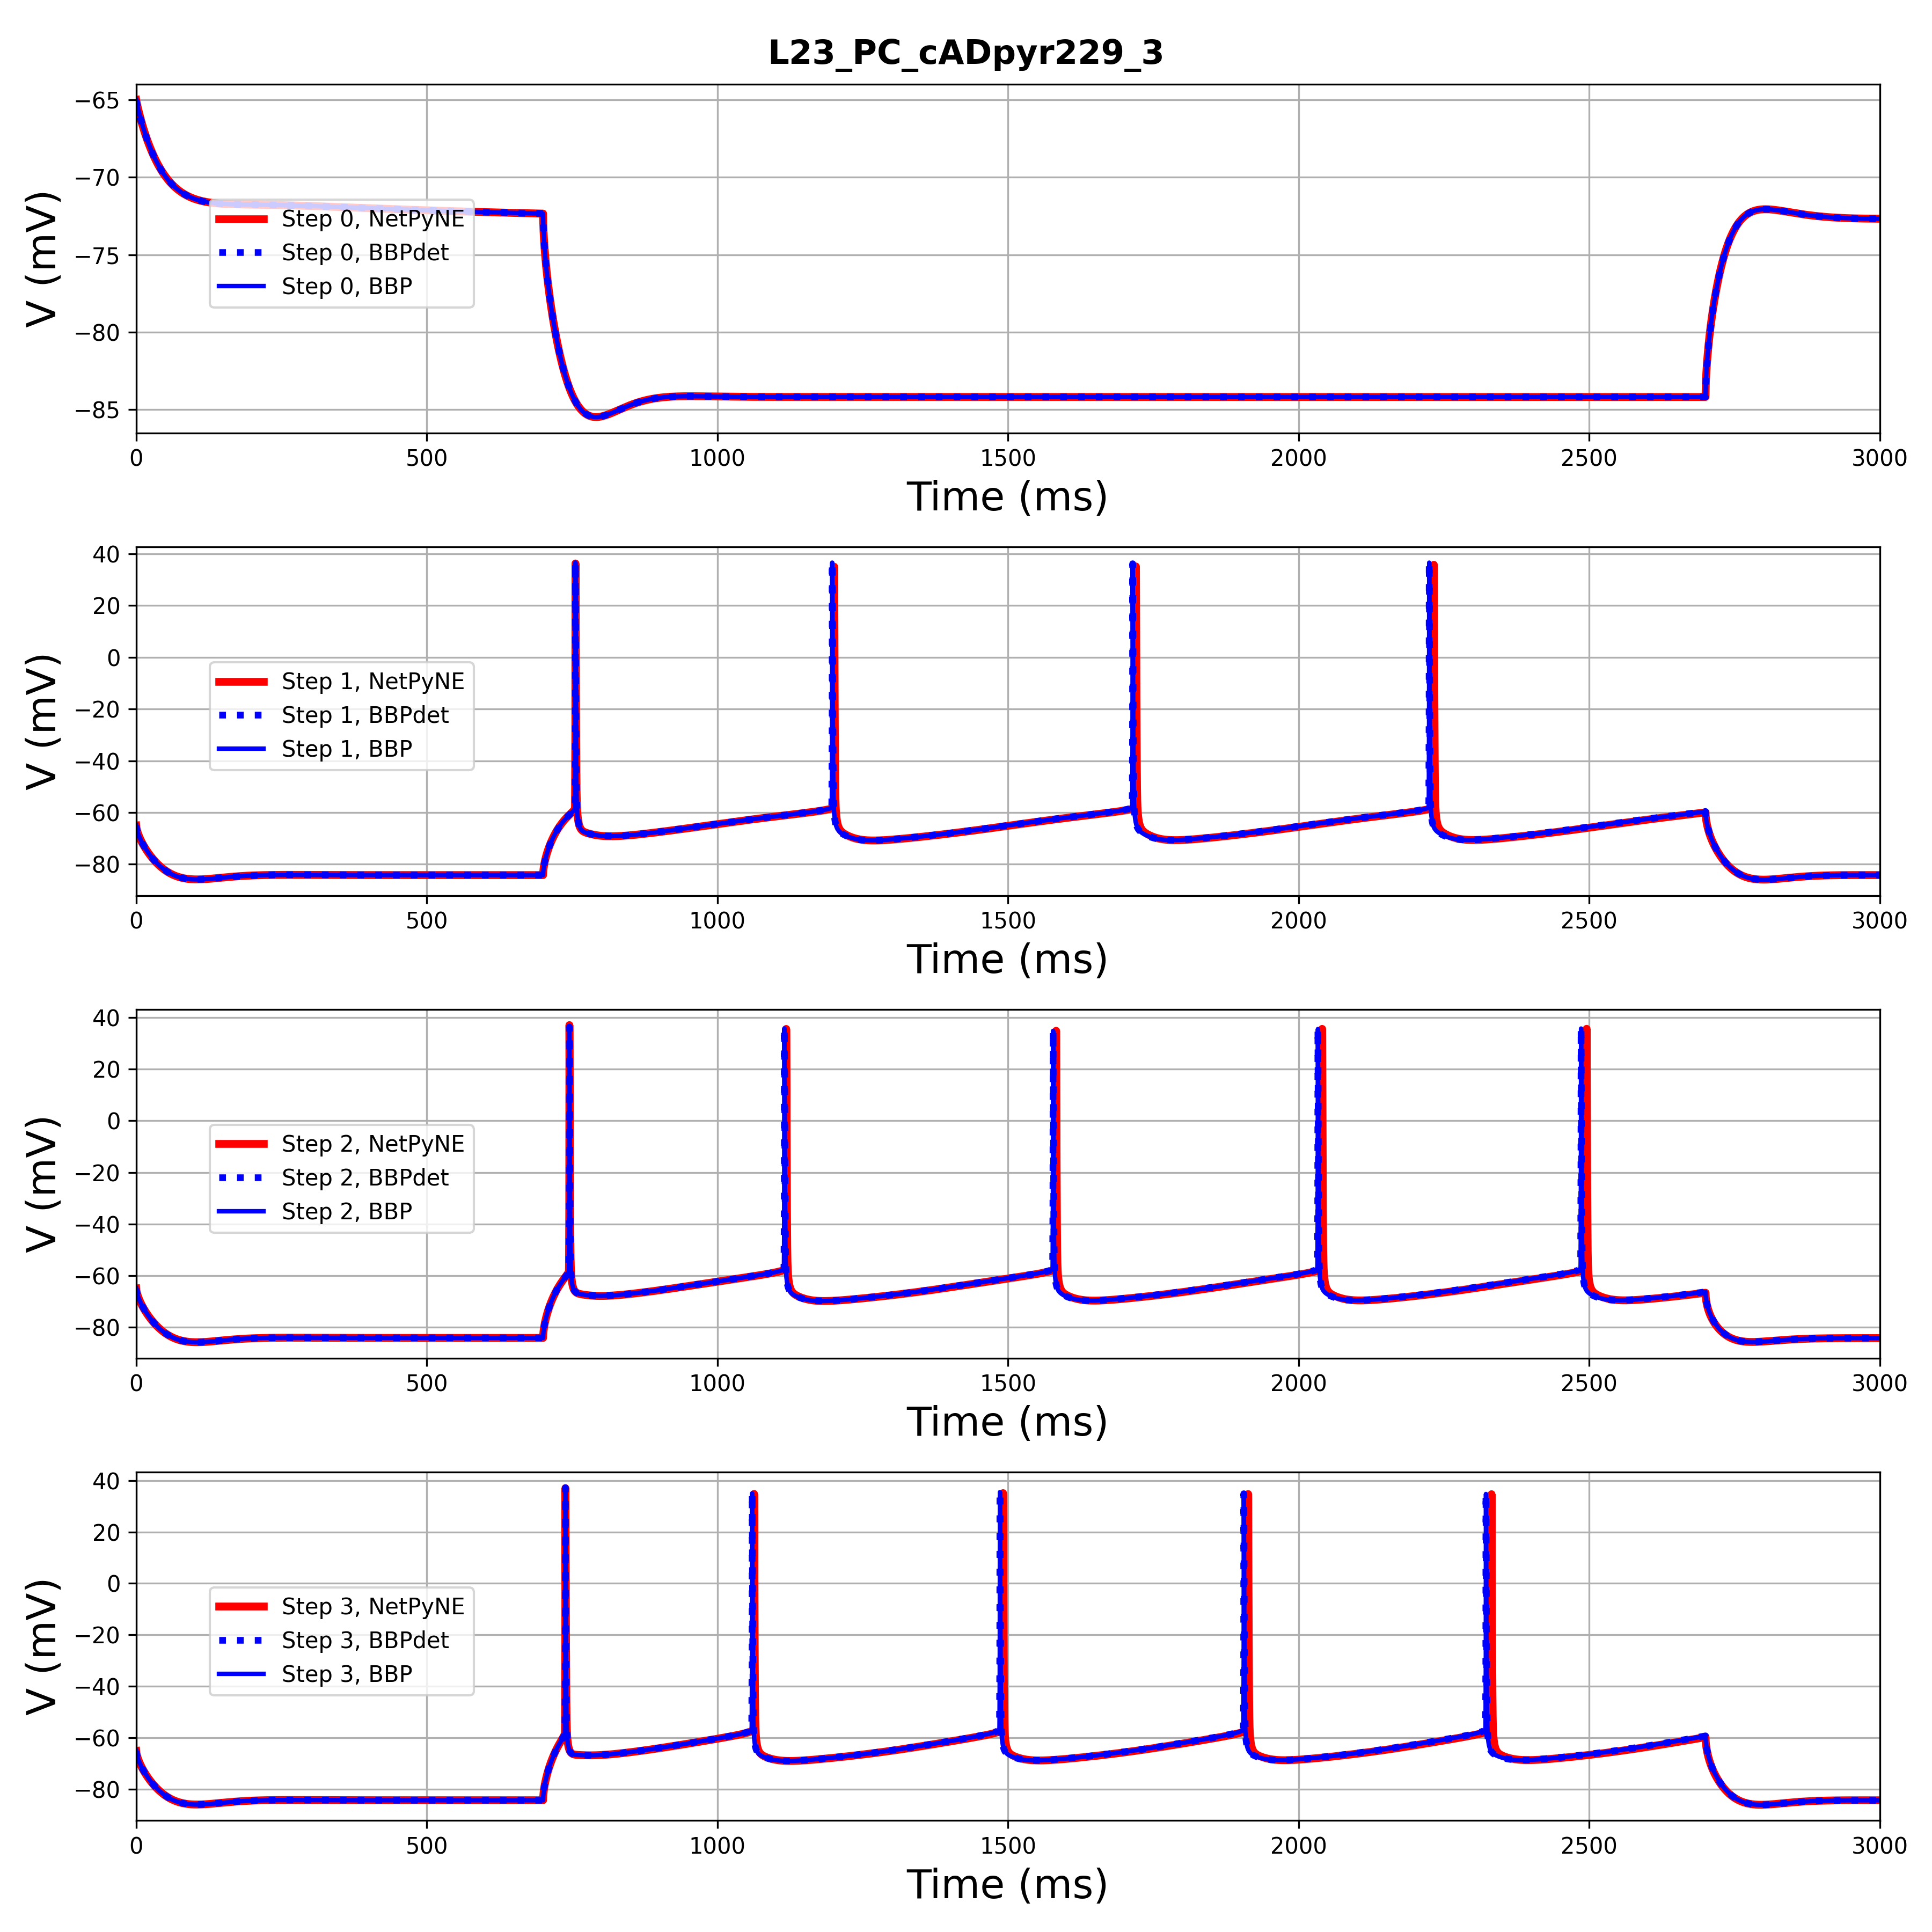 L23_PC_cADpyr229_3
−65
−70
−75
−80
−85
V (mV)
Step 0, NetPyNE
Step 0, BBPdet
Step 0, BBP
0 500 1000 1500 2000 2500 3000
Time (ms)
40
20
0
−20
−40
−60
−80
V (mV)
Step 1, NetPyNE
Step 1, BBPdet
Step 1, BBP
0 500 1000 1500 2000 2500 3000
Time (ms)
40
20
0
−20
−40
−60
−80
V (mV)
Step 2, NetPyNE
Step 2, BBPdet
Step 2, BBP
0 500 1000 1500 2000 2500 3000
Time (ms)
40
20
0
−20
−40
−60
−80
V (mV)
Step 3, NetPyNE
Step 3, BBPdet
Step 3, BBP
0 500 1000 1500 2000 2500 3000
Time (ms)